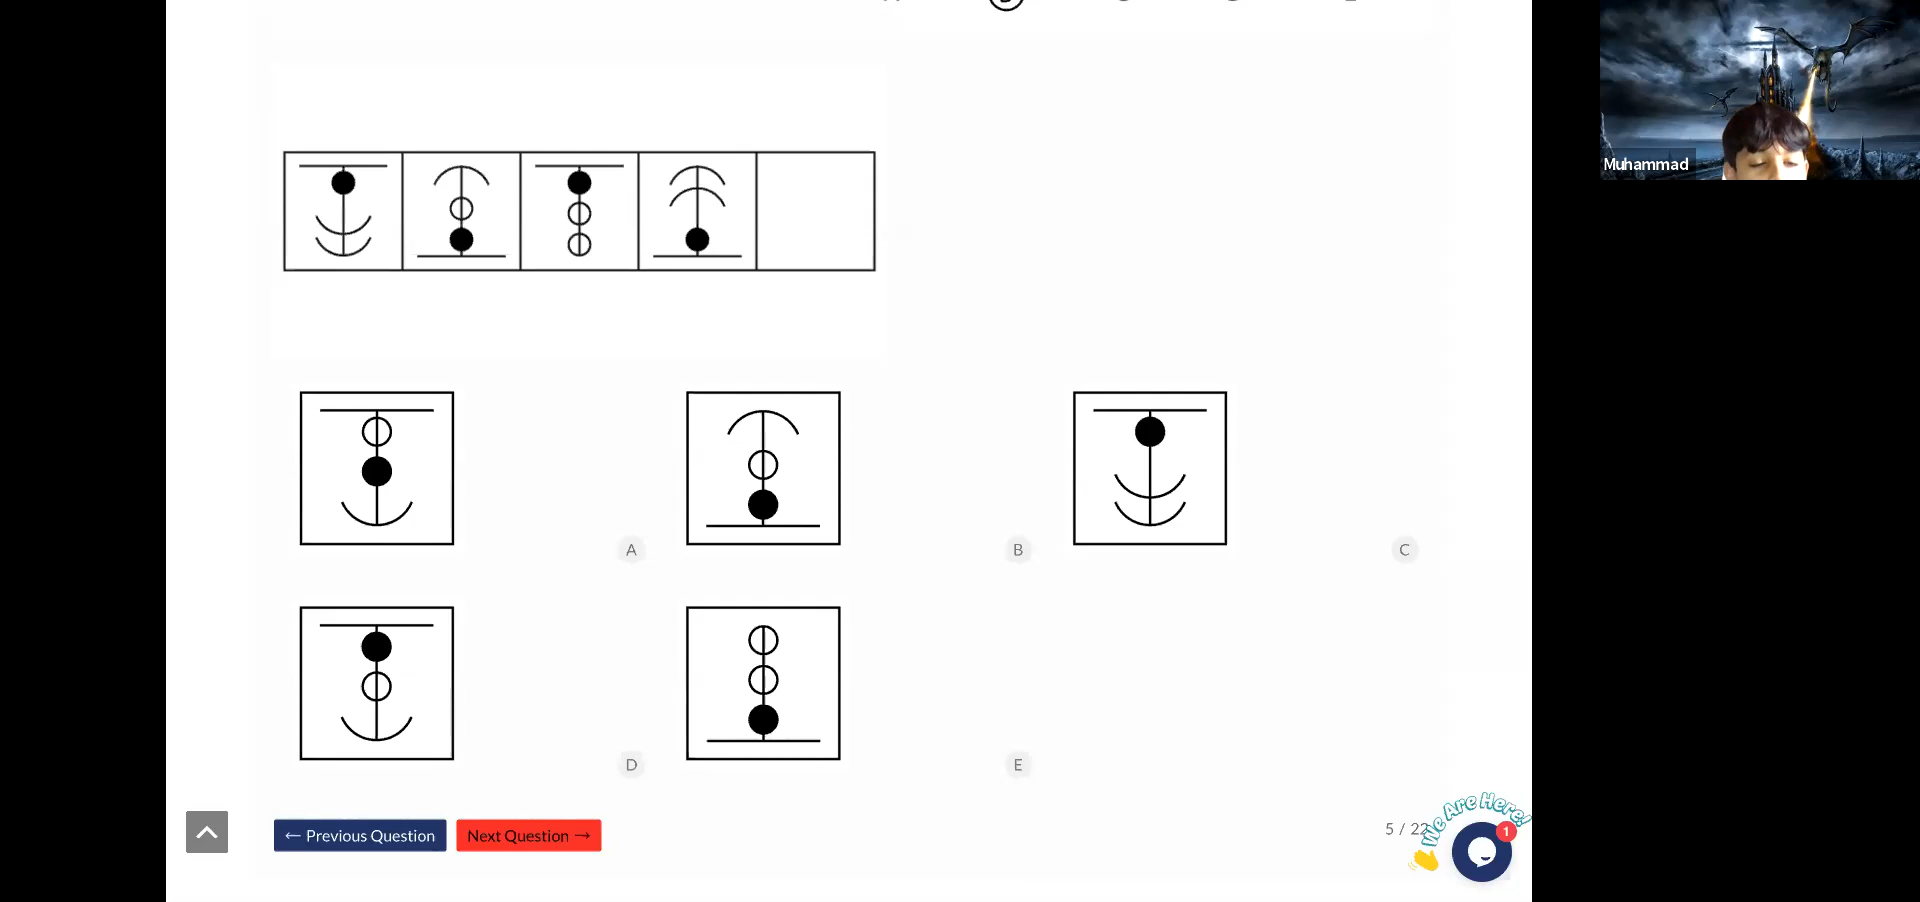 Muhammad
A
B
C
D
E
← Previous Question
Next Question →
5 / 22
We Are Here!
1